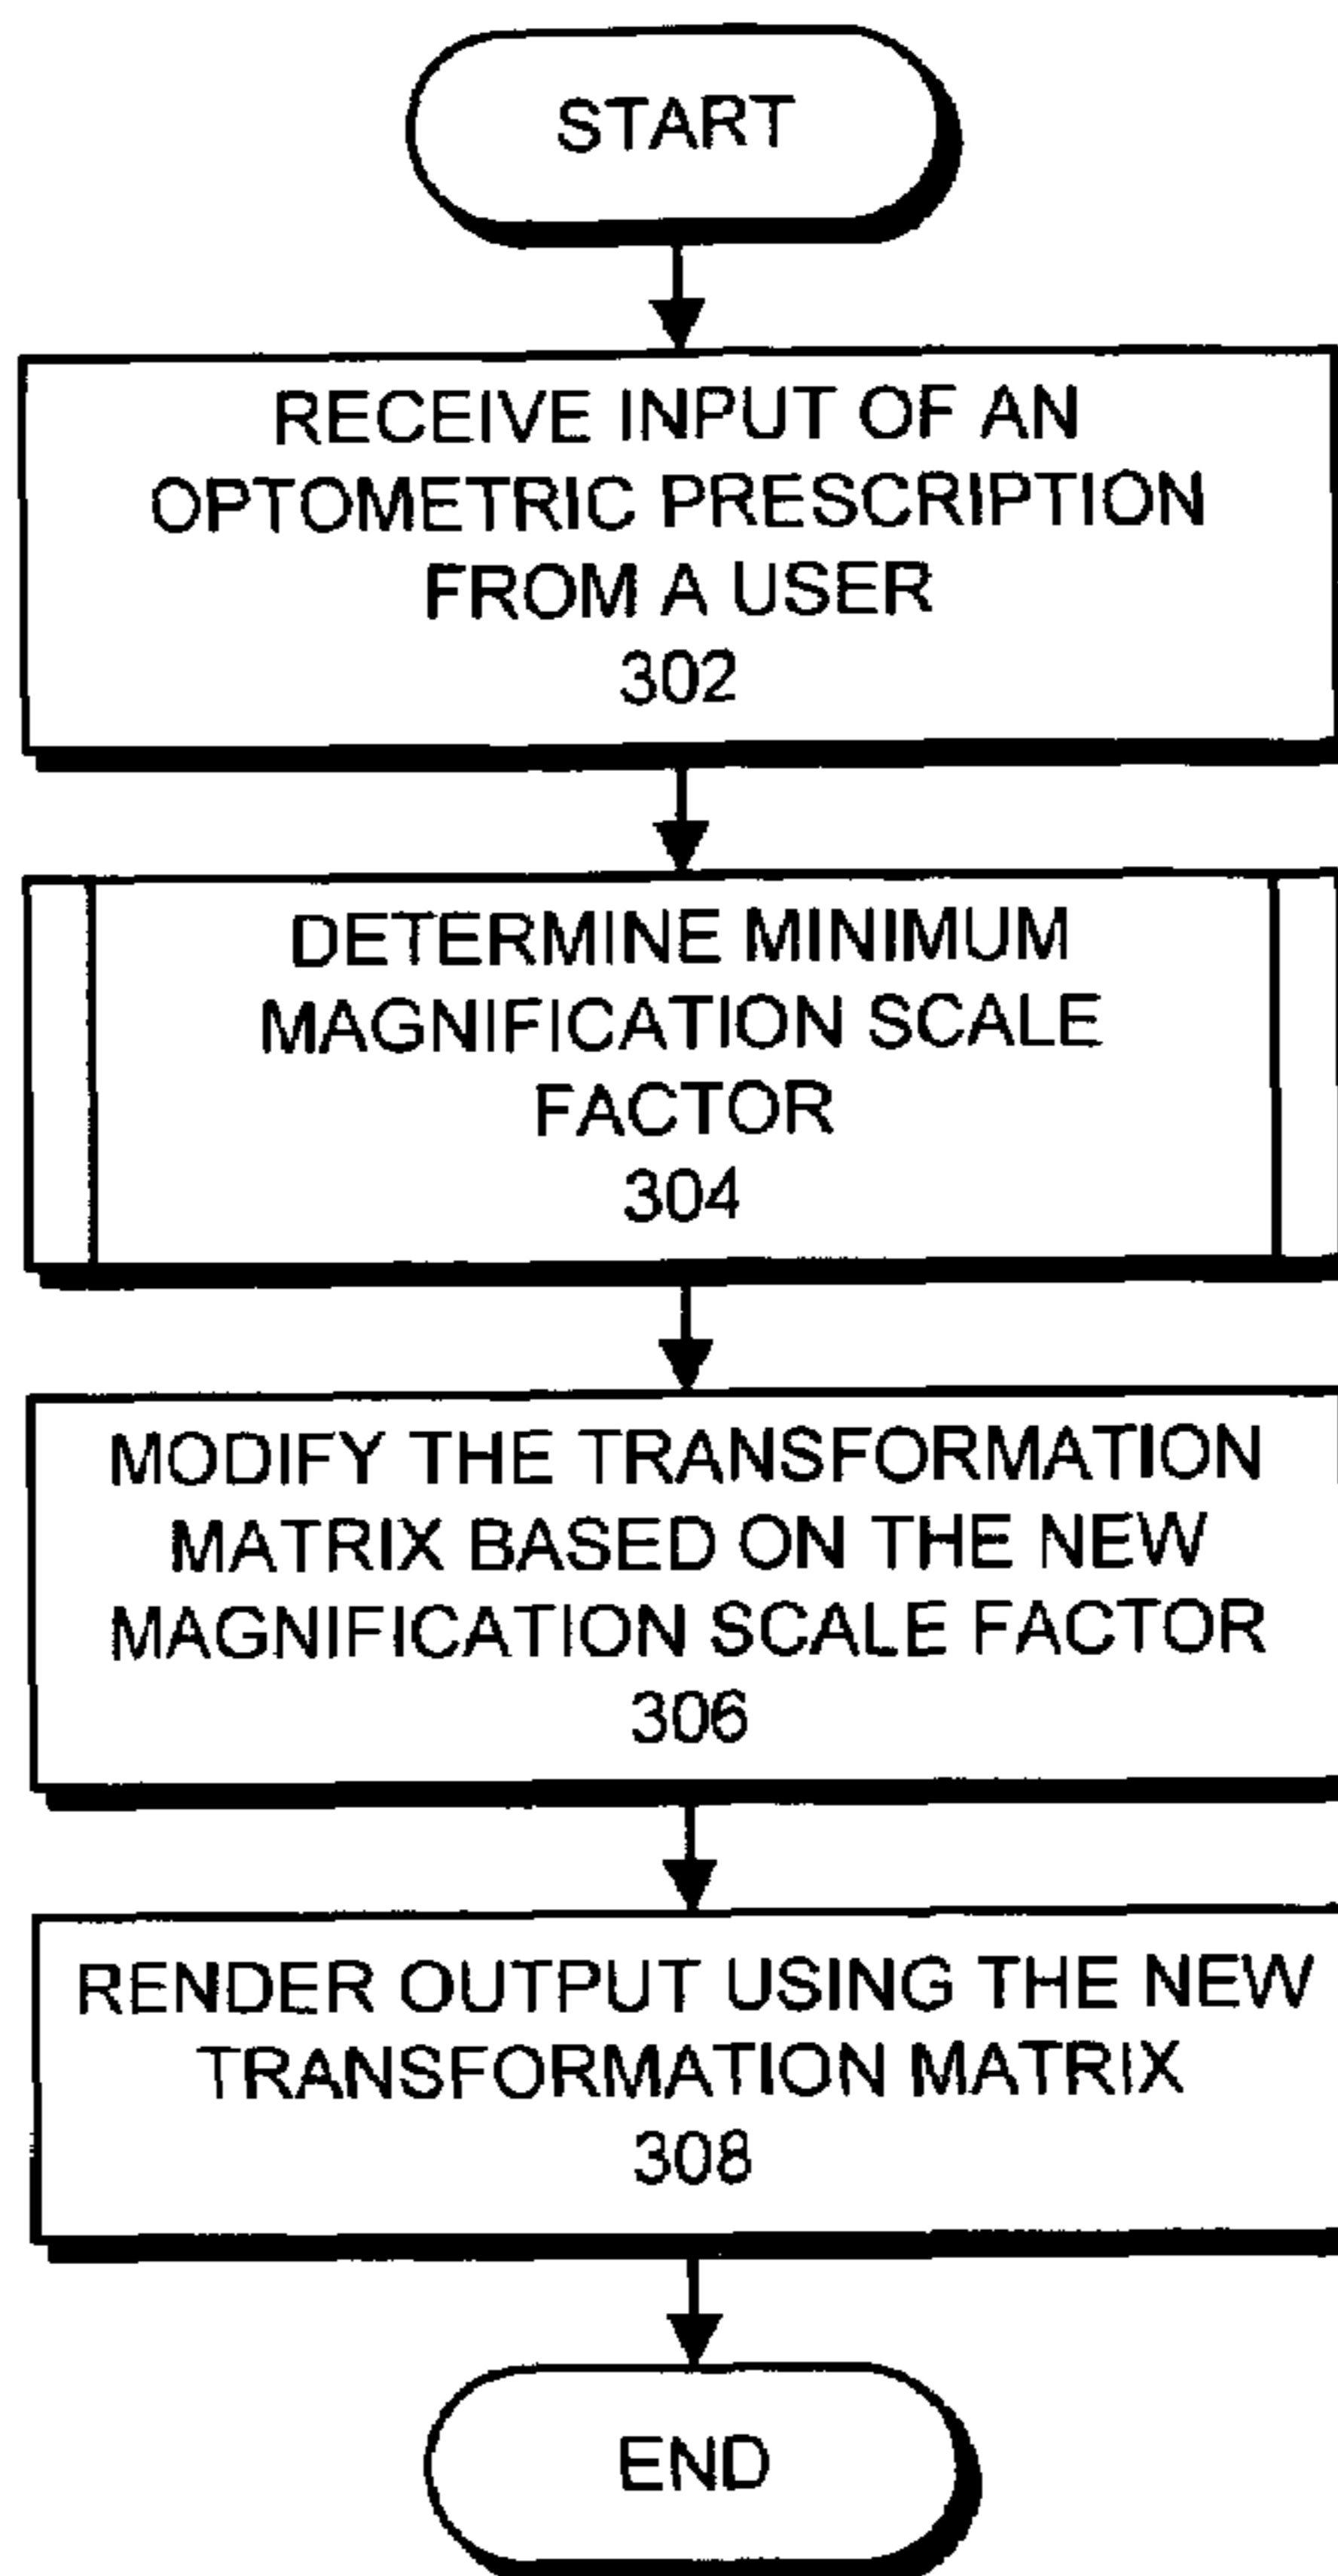 START
RECEIVE INPUT OF AN
OPTOMETRIC PRESCRIPTION
FROM A USER
302
DETERMINE MINIMUM
MAGNIFICATION SCALE
FACTOR
304
MODIFY THE TRANSFORMATION
MATRIX BASED ON THE NEW
MAGNIFICATION SCALE FACTOR
306
RENDER OUTPUT USING THE NEW
TRANSFORMATION MATRIX
308
END